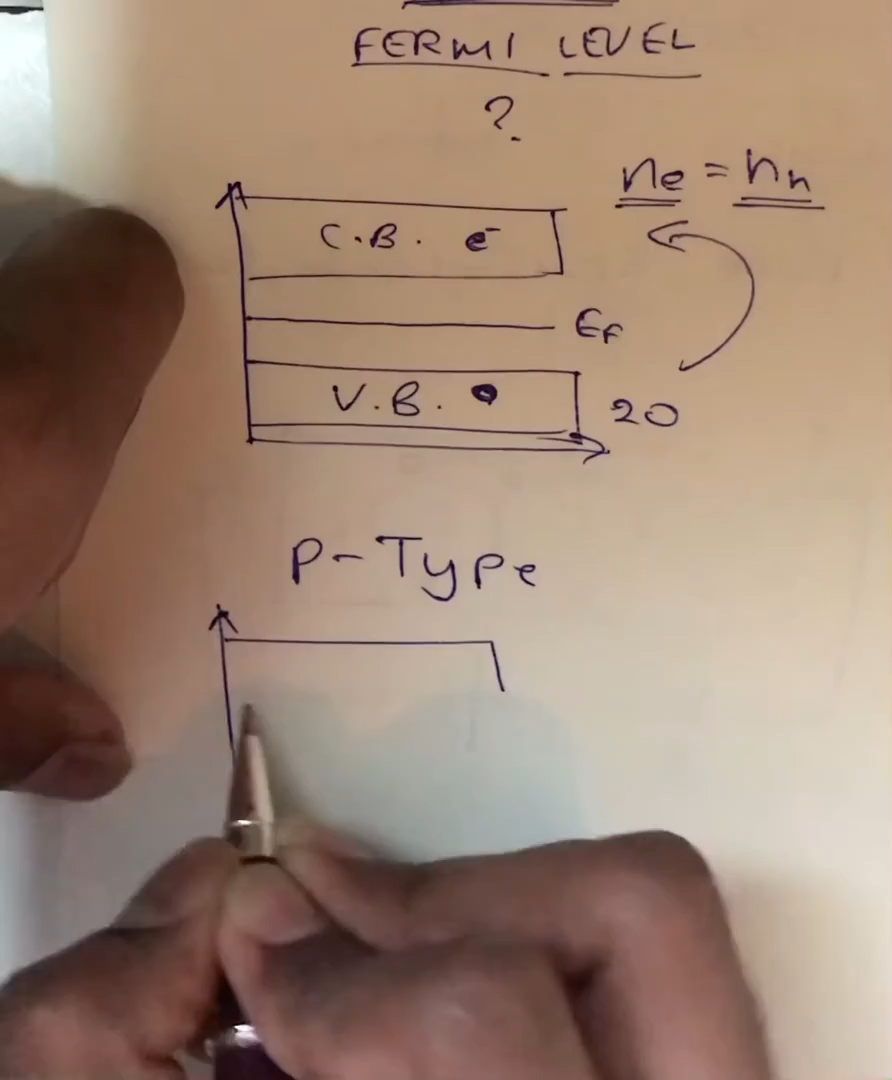 FERMI LEVEL
?
ne = nh
C.B. e-
EF
V.B.
20
P-Type